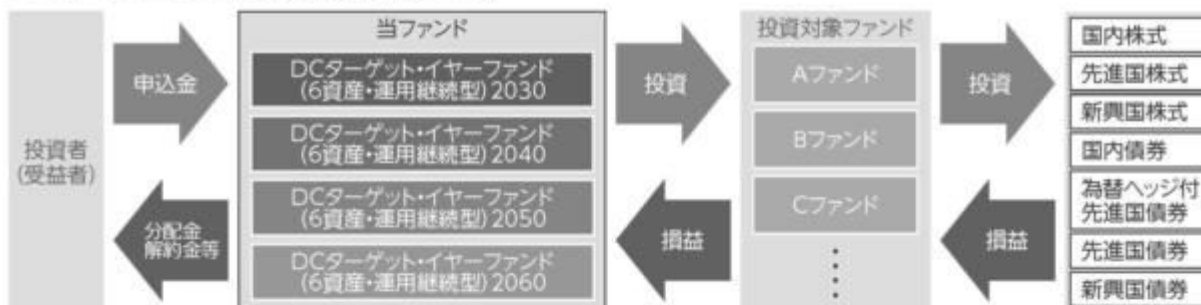 投資者
(受益者)
申込金
分配金
解約金等
当ファンド
DCターゲット・イヤーファンド
(6資産・運用継続型)2030
DCターゲット・イヤーファンド
(6資産・運用継続型)2040
DCターゲット・イヤーファンド
(6資産・運用継続型)2050
DCターゲット・イヤーファンド
(6資産・運用継続型)2060
投資
損益
投資対象ファンド
Aファンド
Bファンド
Cファンド
投資
損益
国内株式
先進国株式
新興国株式
国内債券
為替ヘッジ付
先進国債券
先進国債券
新興国債券